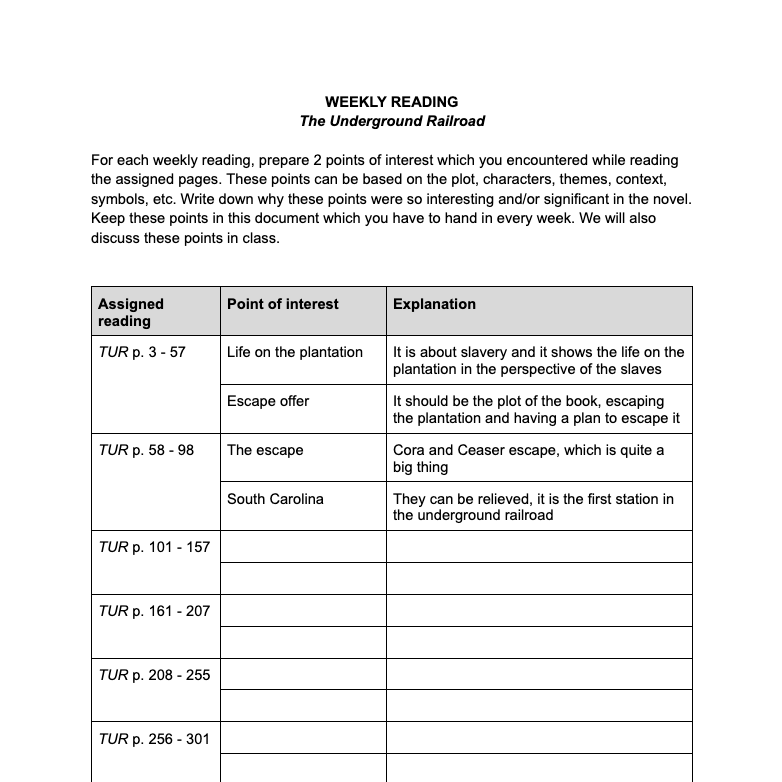 WEEKLY READING
The Underground Railroad
For each weekly reading, prepare 2 points of interest which you encountered while reading
the assigned pages. These points can be based on the plot, characters, themes, context,
symbols, etc. Write down why these points were so interesting and/or significant in the novel.
Keep these points in this document which you have to hand in every week. We will also
discuss these points in class.
Assigned
reading
Point of interest
Explanation
TUR p. 3 - 57
Life on the plantation
It is about slavery and it shows the life on the
plantation in the perspective of the slaves
Escape offer
It should be the plot of the book, escaping
the plantation and having a plan to escape it
TUR p. 58 - 98
The escape
Cora and Ceaser escape, which is quite a
big thing
South Carolina
They can be relieved, it is the first station in
the underground railroad
TUR p. 101 - 157
TUR p. 161 - 207
TUR p. 208 - 255
TUR p. 256 - 301